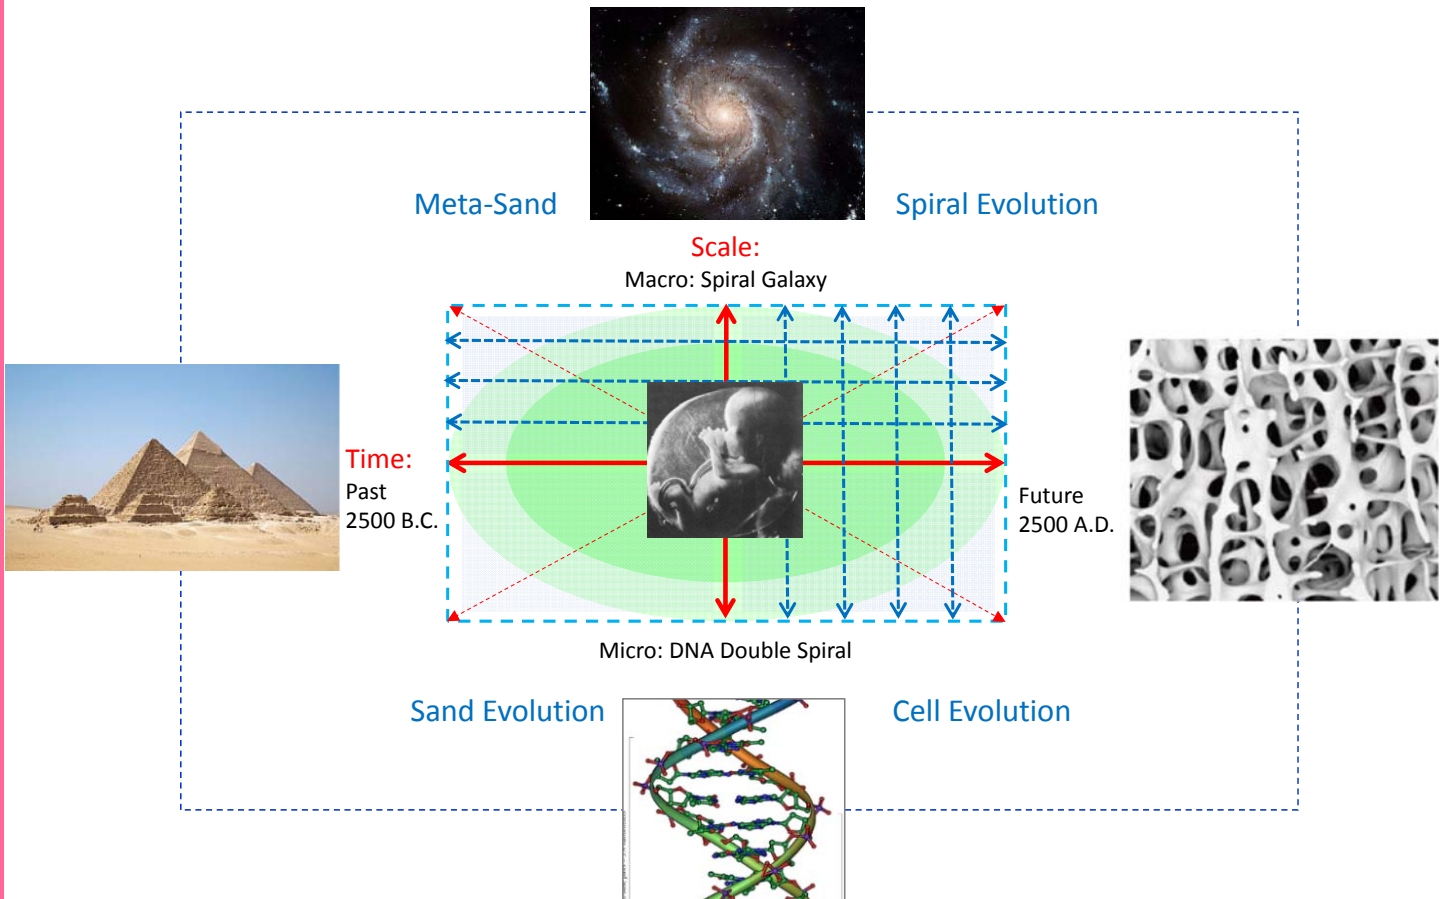 Meta-Sand
Spiral Evolution
Scale:
Macro: Spiral Galaxy
Time:
Past
2500 B.C.
Future
2500 A.D.
Micro: DNA Double Spiral
Sand Evolution
Cell Evolution